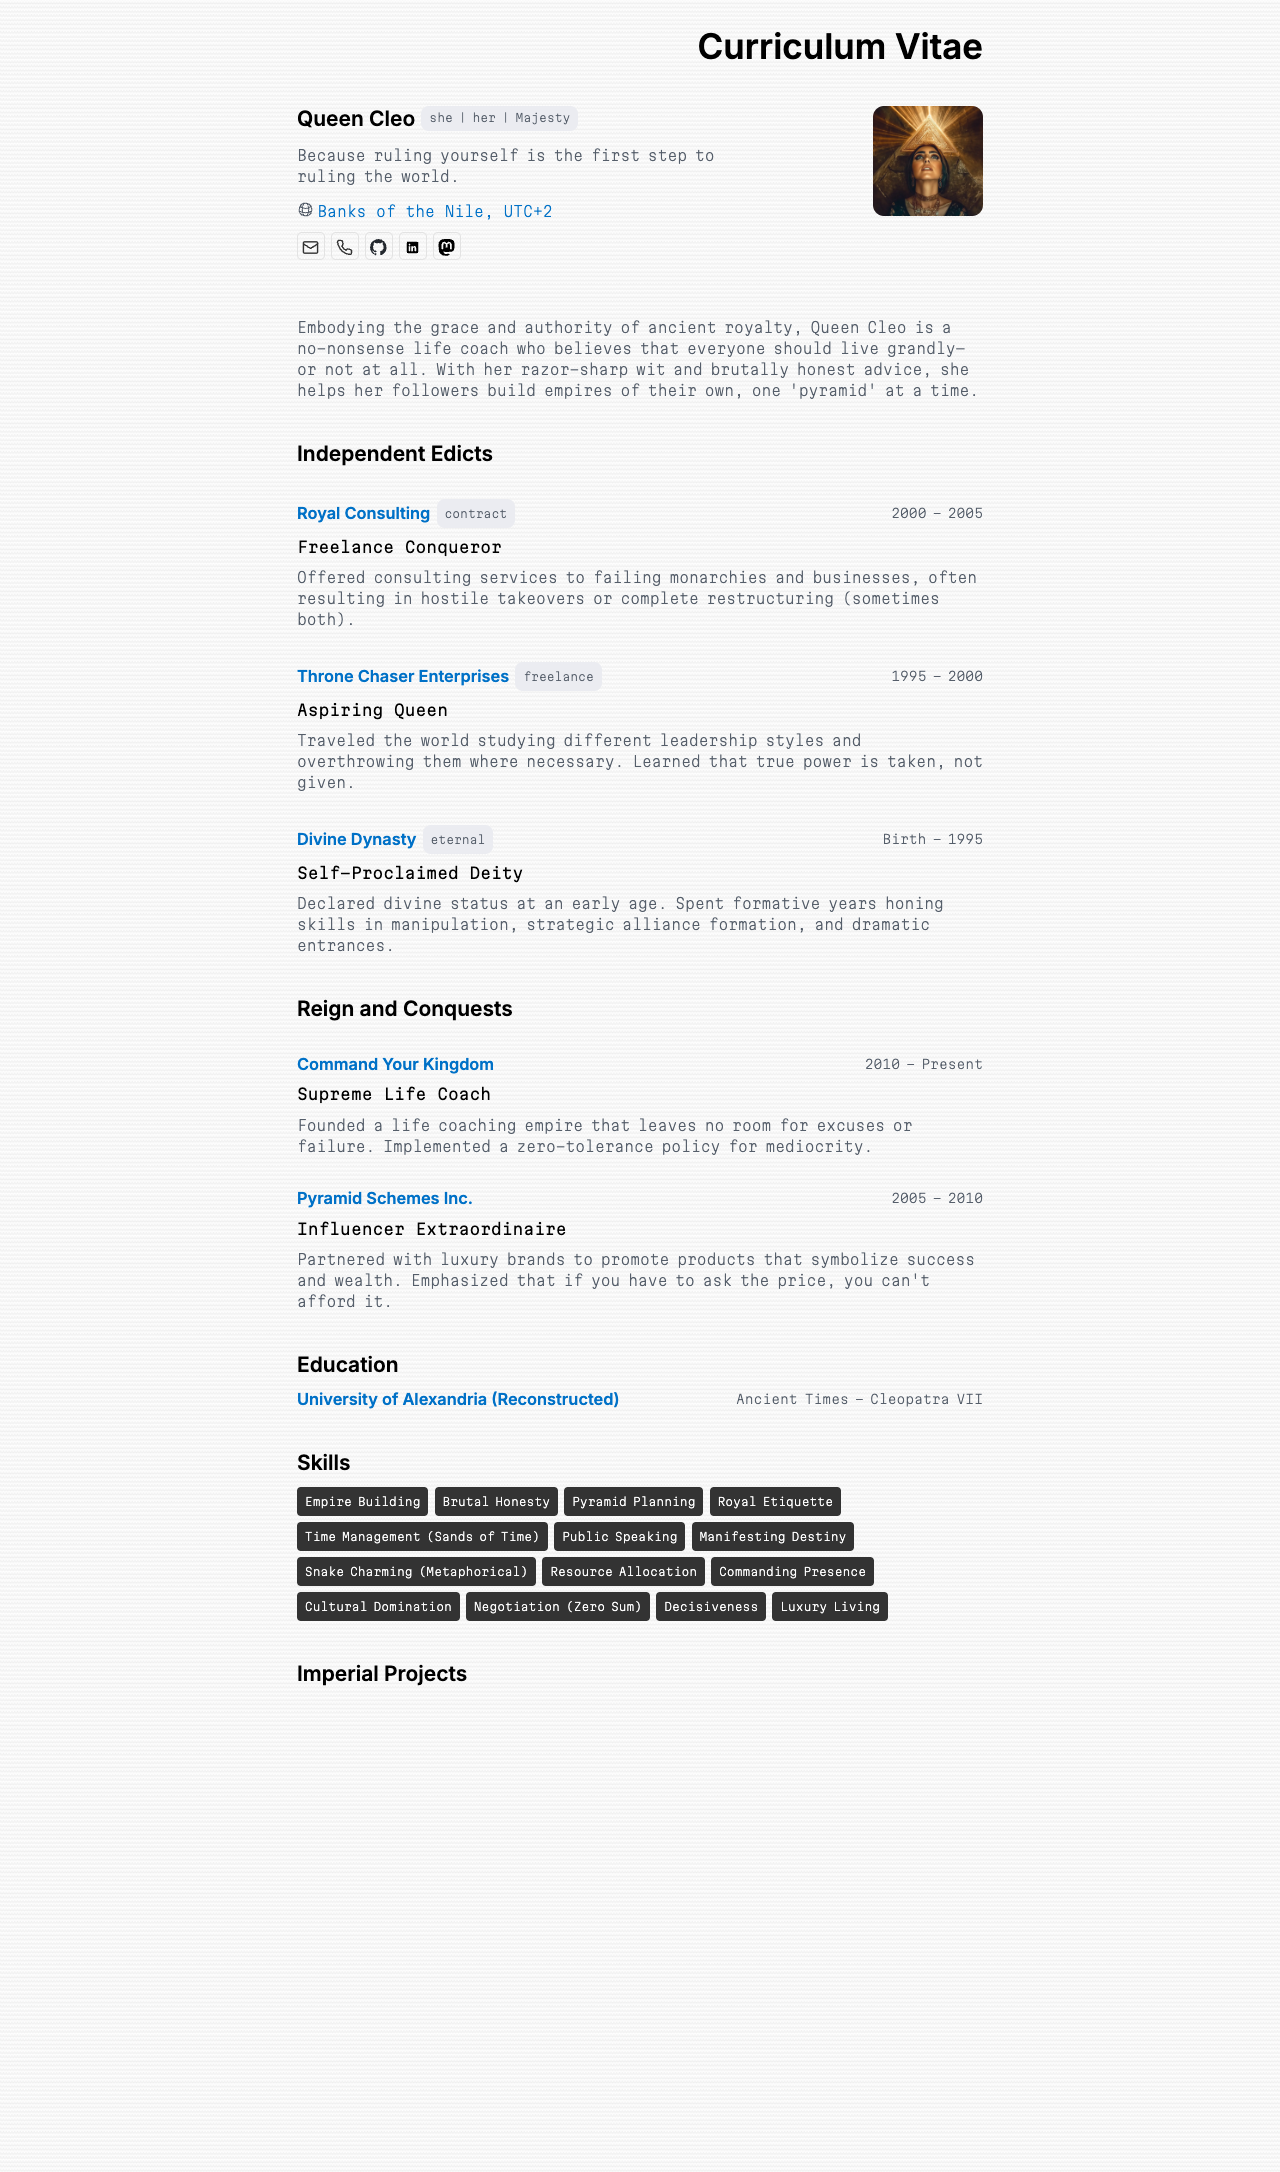 Curriculum Vitae
Queen Cleo she | her | Majesty
Because ruling yourself is the first step to
ruling the world.
Banks of the Nile, UTC+2
Embodying the grace and authority of ancient royalty, Queen Cleo is a
no-nonsense life coach who believes that everyone should live grandly—
or not at all. With her razor-sharp wit and brutally honest advice, she
helps her followers build empires of their own, one 'pyramid' at a time.
Independent Edicts
Royal Consulting contract 2000 - 2005
Freelance Conqueror
Offered consulting services to failing monarchies and businesses, often
resulting in hostile takeovers or complete restructuring (sometimes
both).
Throne Chaser Enterprises freelance 1995 - 2000
Aspiring Queen
Traveled the world studying different leadership styles and
overthrowing them where necessary. Learned that true power is taken, not
given.
Divine Dynasty eternal Birth - 1995
Self-Proclaimed Deity
Declared divine status at an early age. Spent formative years honing
skills in manipulation, strategic alliance formation, and dramatic
entrances.
Reign and Conquests
Command Your Kingdom 2010 - Present
Supreme Life Coach
Founded a life coaching empire that leaves no room for excuses or
failure. Implemented a zero-tolerance policy for mediocrity.
Pyramid Schemes Inc. 2005 - 2010
Influencer Extraordinaire
Partnered with luxury brands to promote products that symbolize success
and wealth. Emphasized that if you have to ask the price, you can't
afford it.
Education
University of Alexandria (Reconstructed) Ancient Times - Cleopatra VII
Skills
Empire Building Brutal Honesty Pyramid Planning Royal Etiquette
Time Management (Sands of Time) Public Speaking Manifesting Destiny
Snake Charming (Metaphorical) Resource Allocation Commanding Presence
Cultural Domination Negotiation (Zero Sum) Decisiveness Luxury Living
Imperial Projects